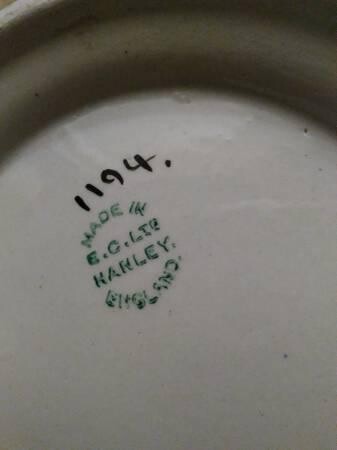 1194.
MADE IN
E.C. LTD
HANLEY.
ENGLAND.